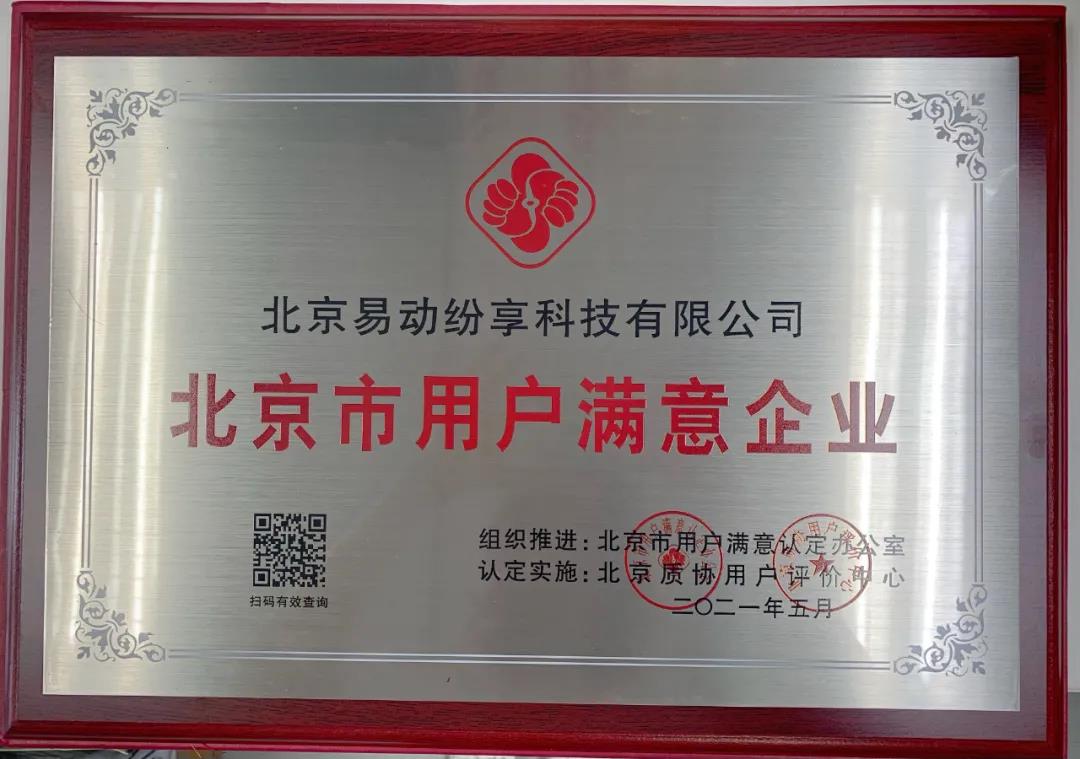 北京易动纷享科技有限公司
北京市用户满意企业
组织推进：北京市用户满意认定办公室
认定实施：北京质协用户评价中心
二〇二一年五月
扫码有效查询